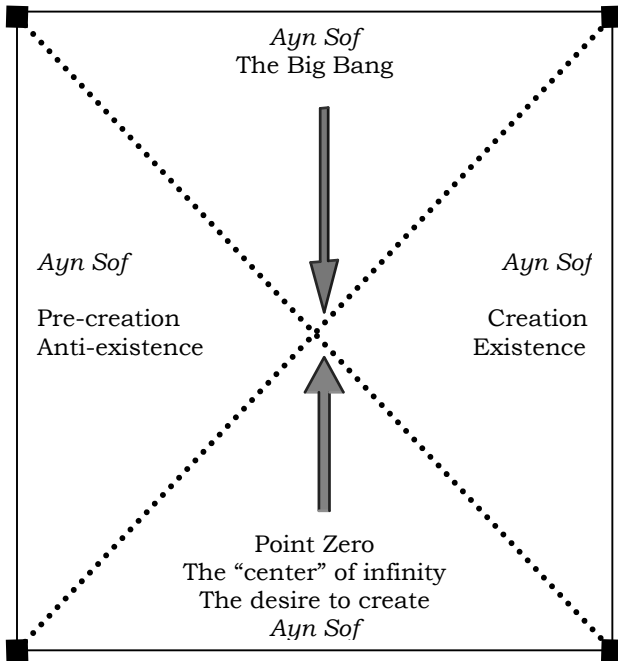 Ayn Sof
The Big Bang
Ayn Sof
Pre-creation
Anti-existence
Ayn Sof
Creation
Existence
Point Zero
The “center” of infinity
The desire to create
Ayn Sof